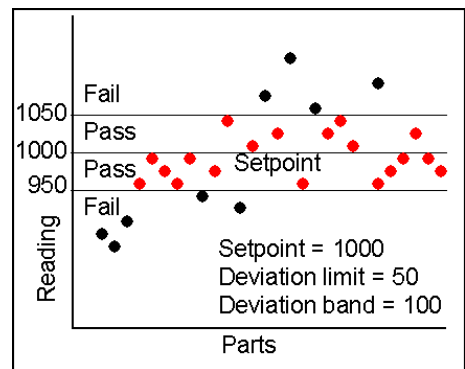 Fail
1050
Pass
1000
Setpoint
Pass
950
Fail
Reading
Setpoint = 1000
Deviation limit = 50
Deviation band = 100
Parts